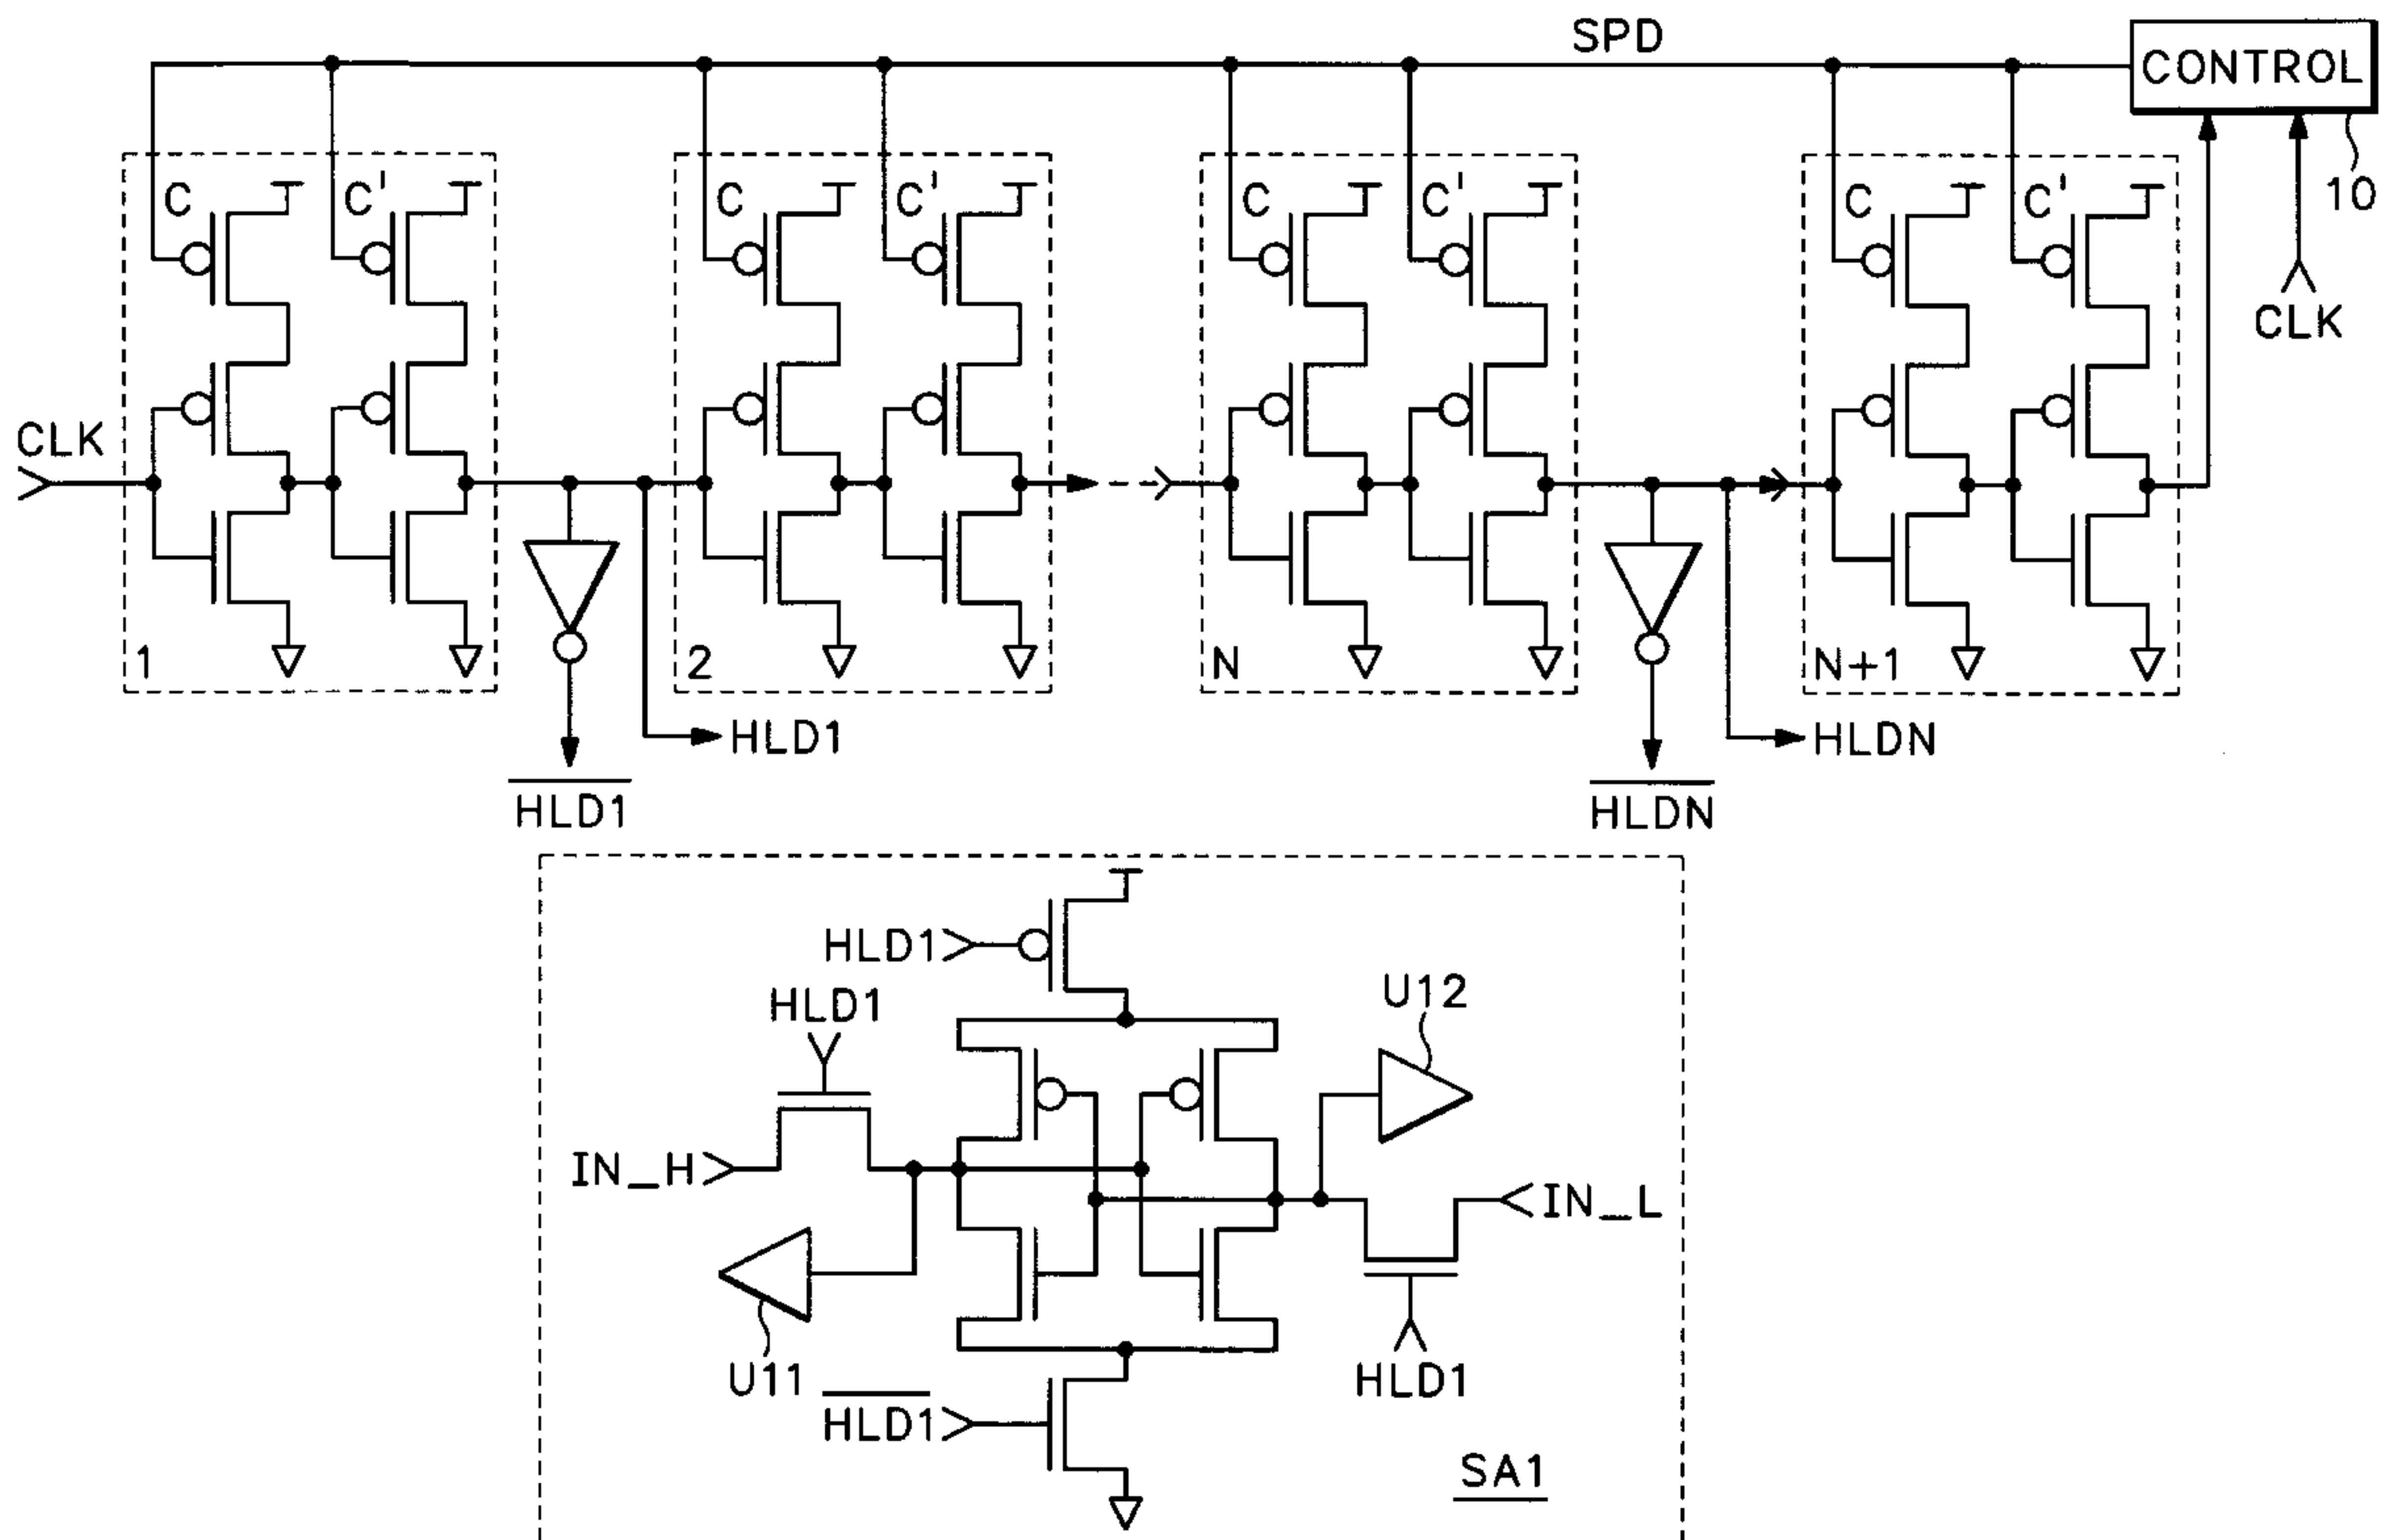 SPD
CONTROL
10
CLK
C C' C C' C C' C C'
CLK
1
2
N
N+1
HLD1
HLDN
HLD1
HLDN
HLD1
HLD1
U12
IN_H
IN_L
U11
HLD1
HLD1
SA1